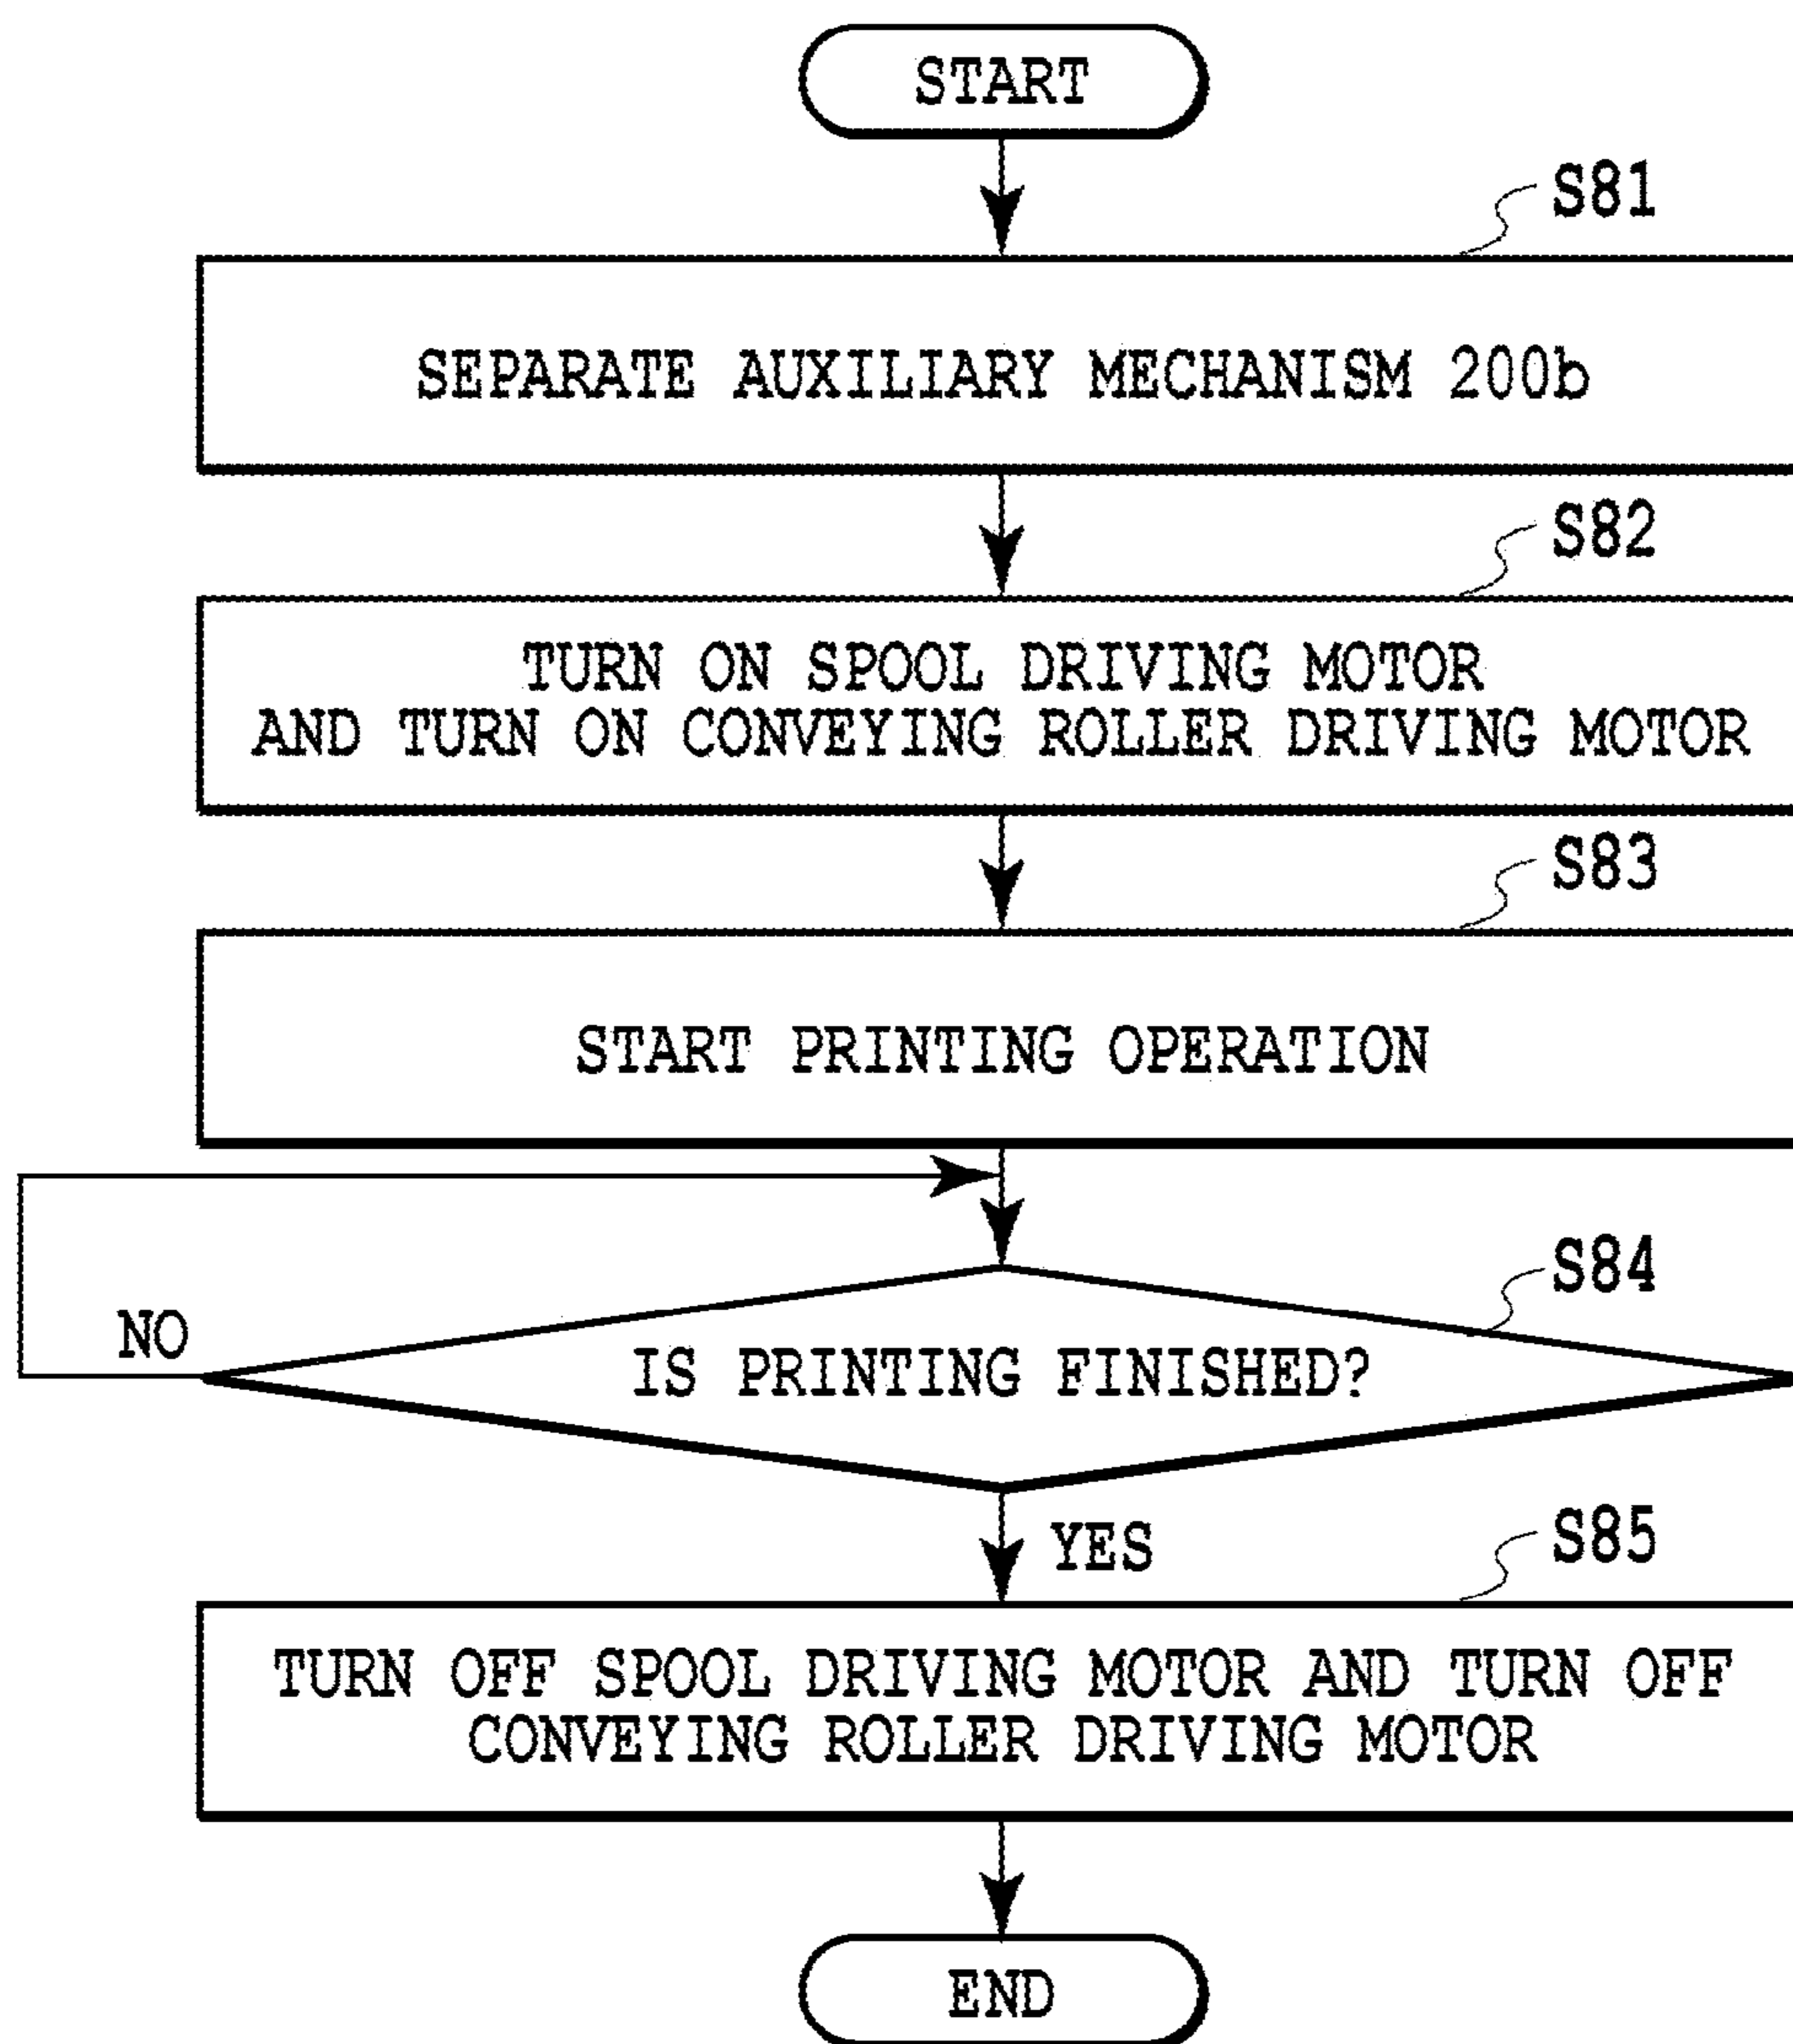 START
S81
SEPARATE AUXILIARY MECHANISM 200b
S82
TURN ON SPOOL DRIVING MOTOR
AND TURN ON CONVEYING ROLLER DRIVING MOTOR
S83
START PRINTING OPERATION
S84
NO
IS PRINTING FINISHED?
YES
S85
TURN OFF SPOOL DRIVING MOTOR AND TURN OFF
CONVEYING ROLLER DRIVING MOTOR
END